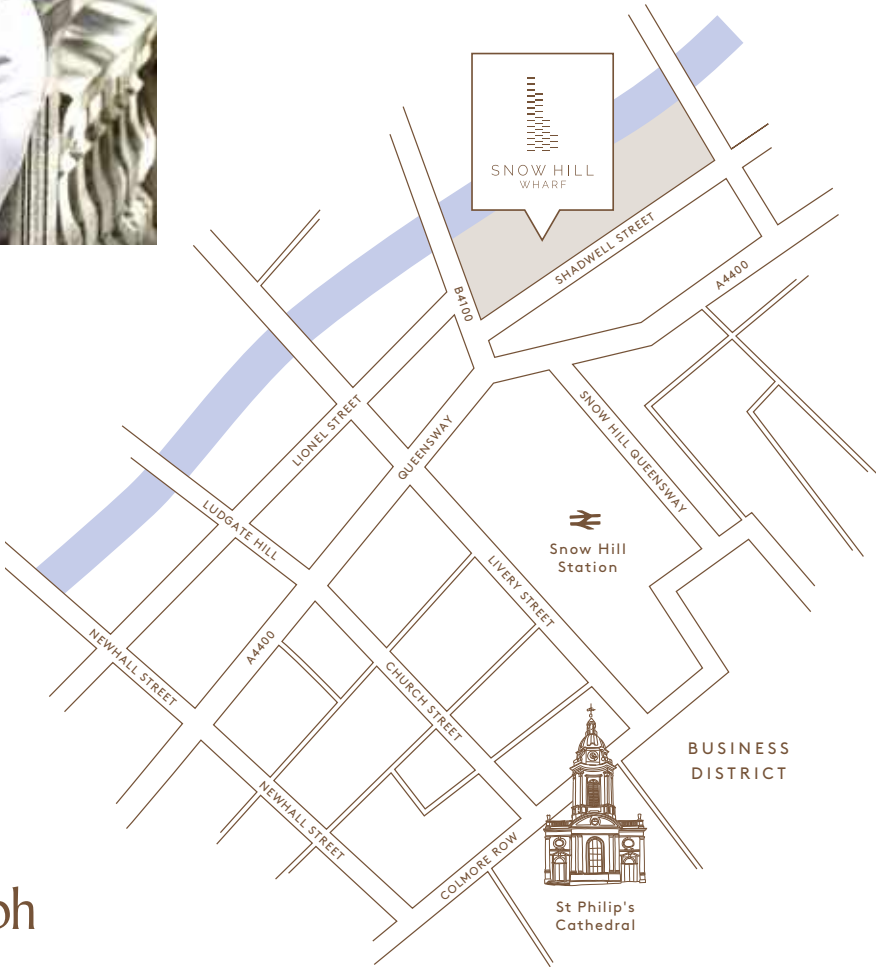 SNOW HILL
WHARF
SHADWELL STREET
A4400
B4100
LIONEL STREET
QUEENSWAY
SNOW HILL QUEENSWAY
LUDGATE HILL
Snow Hill
Station
LIVERY STREET
NEWHALL STREET
A4400
CHURCH STREET
BUSINESS
DISTRICT
NEWHALL STREET
COLMORE ROW
St Philip's
Cathedral